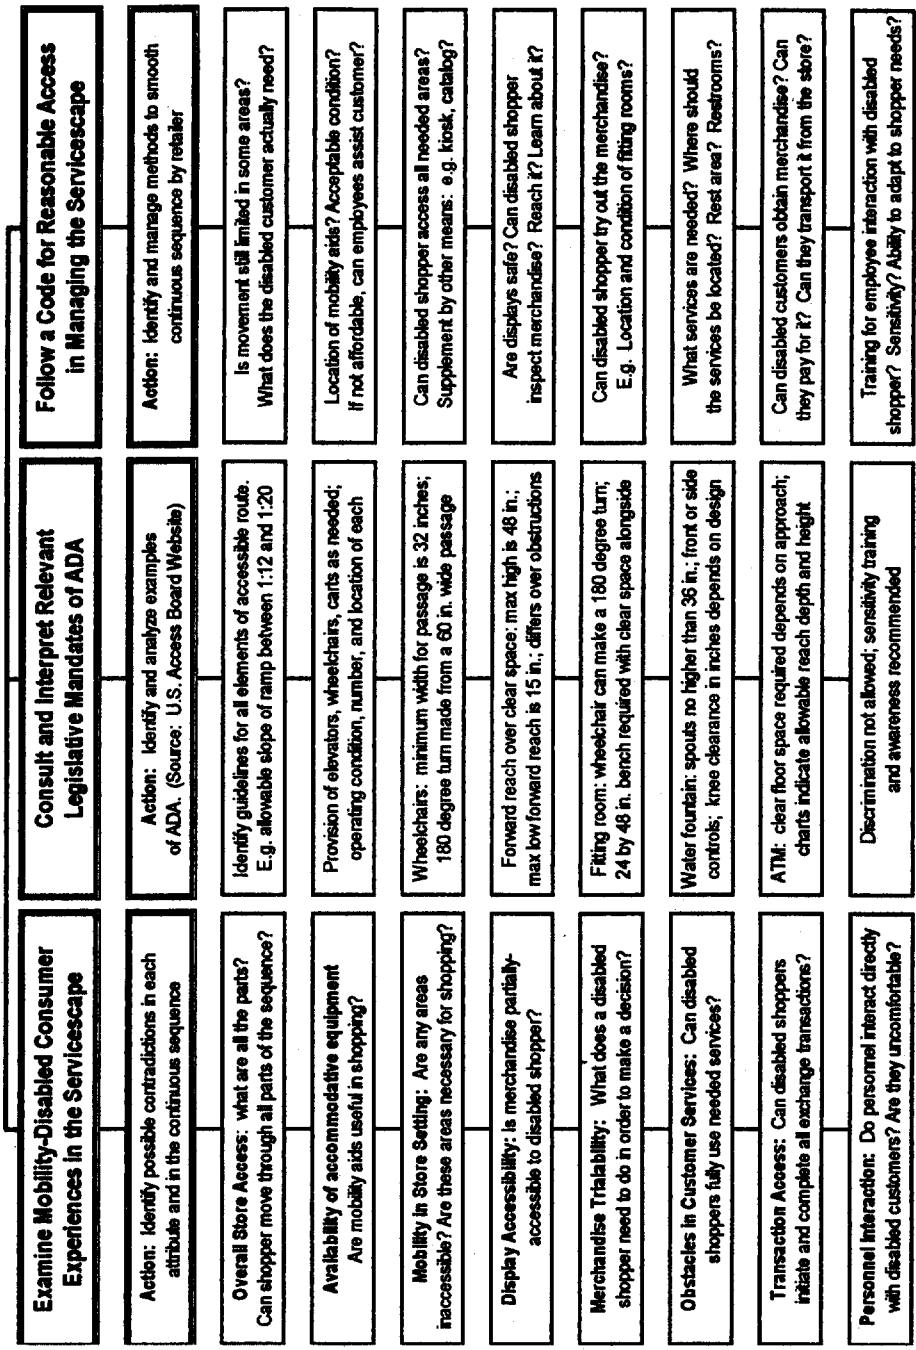 Examine Mobility-Disabled Consumer
Experiences in the Servicescape
Action: Identify possible contradictions in each
attribute and in the continuous sequence
Overall Store Access: what are all the parts?
Can shopper move through all parts of the sequence?
Availability of accommodative equipment
Are mobility aids useful in shopping?
Mobility in Store Setting: Are any areas
inaccessible? Are these areas necessary for shopping?
Display Accessibility: Is merchandise partially-
accessible to disabled shopper?
Merchandise Trialability: What does a disabled
shopper need to do in order to make a decision?
Obstacles in Customer Services: Can disabled
shoppers fully use needed services?
Transaction Access: Can disabled shoppers
initiate and complete all exchange transactions?
Personnel Interaction: Do personnel interact directly
with disabled customers? Are they uncomfortable?
Consult and Interpret Relevant
Legislative Mandates of ADA
Action: Identify and analyze examples
of ADA. (Source: U.S. Access Board Website)
Identify guidelines for all elements of accessible route.
E.g. allowable slope of ramp between 1:12 and 1:20
Provision of elevators, wheelchairs, carts as needed;
operating condition, number, and location of each
Wheelchairs: minimum width for passage is 32 inches;
180 degree turn made from a 60 in. wide passage
Forward reach over clear space: max high is 48 in.;
max low forward reach is 15 in.; differs over obstructions
Fitting room: wheelchair can make a 180 degree turn;
24 by 48 in. bench required with clear space alongside
Water fountain: spouts no higher than 36 in.; front or side
controls; knee clearance in inches depends on design
ATM: clear floor space required depends on approach;
charts indicate allowable reach depth and height
Discrimination not allowed; sensitivity training
and awareness recommended
Follow a Code for Reasonable Access
in Managing the Servicescape
Action: Identify and manage methods to smooth
continuous sequence by retailer
Is movement still limited in some areas?
What does the disabled customer actually need?
Location of mobility aids? Acceptable condition?
If not affordable, can employees assist customer?
Can disabled shopper access all needed areas?
Supplement by other means: e.g. kiosk, catalog?
Are displays safe? Can disabled shopper
inspect merchandise? Reach it? Learn about it?
Can disabled shopper try out the merchandise?
E.g. Location and condition of fitting rooms?
What services are needed? Where should
the services be located? Rest area? Restrooms?
Can disabled customers obtain merchandise? Can
they pay for it? Can they transport it from the store?
Training for employee interaction with disabled
shopper? Sensitivity? Ability to adapt to shopper needs?